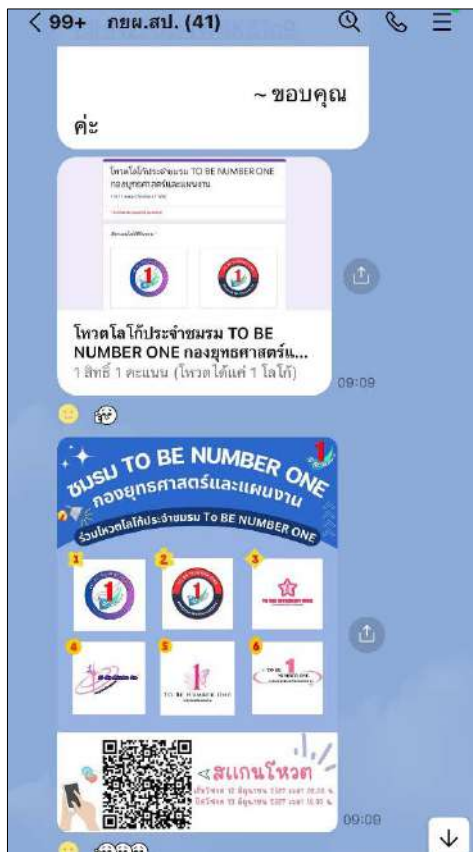 99+ กยผ.สป. (41)
~ ขอบคุณ
ค่ะ
โหวตโลโก้ประจำชมรม TO BE NUMBER ONE
กองยุทธศาสตร์และแผนงาน
1
1
โหวตโลโก้ประจำชมรม TO BE
NUMBER ONE กองยุทธศาสตร์แ...
1 สิทธิ์ 1 คะแนน (โหวตได้แค่ 1 โลโก้)
09:09
1
ชมรม TO BE NUMBER ONE
กองยุทธศาสตร์และแผนงาน
ร่วมโหวตโลโก้ประจำชมรม To BE NUMBER ONE
1
2
3
1
1
4
5
6
TO BE NUMBER ONE
สแกนโหวต
09:09